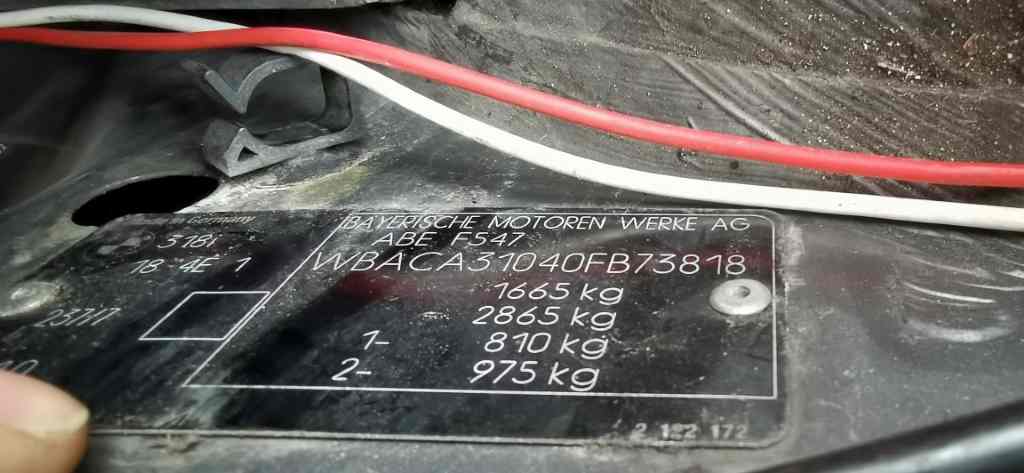 Germany
318i
18 4E 1
BAYERISCHE MOTOREN WERKE AG
ABE F547
WBACA31040FB73818
1665 kg
2865 kg
1- 810 kg
2- 975 kg
2 182 172